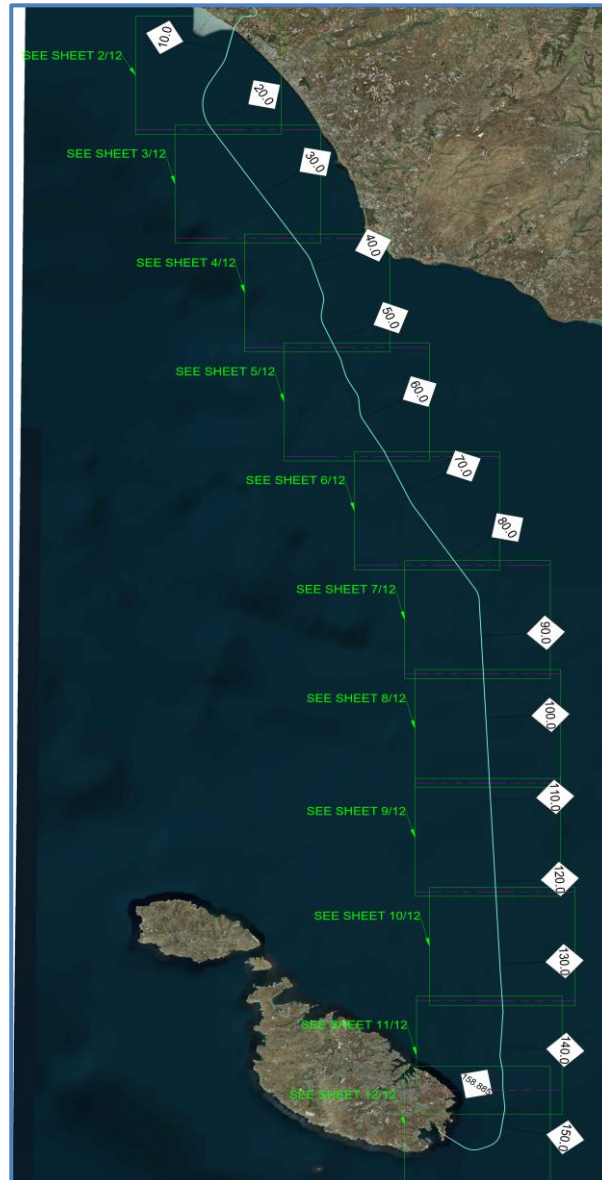 10.0
SEE SHEET 2/12
20.0
SEE SHEET 3/12
30.0
40.0
SEE SHEET 4/12
50.0
SEE SHEET 5/12
60.0
70.0
SEE SHEET 6/12
80.0
SEE SHEET 7/12
90.0
SEE SHEET 8/12
100.0
110.0
SEE SHEET 9/12
120.0
SEE SHEET 10/12
130.0
SEE SHEET 11/12
140.0
158.885
SEE SHEET 12/12
150.0